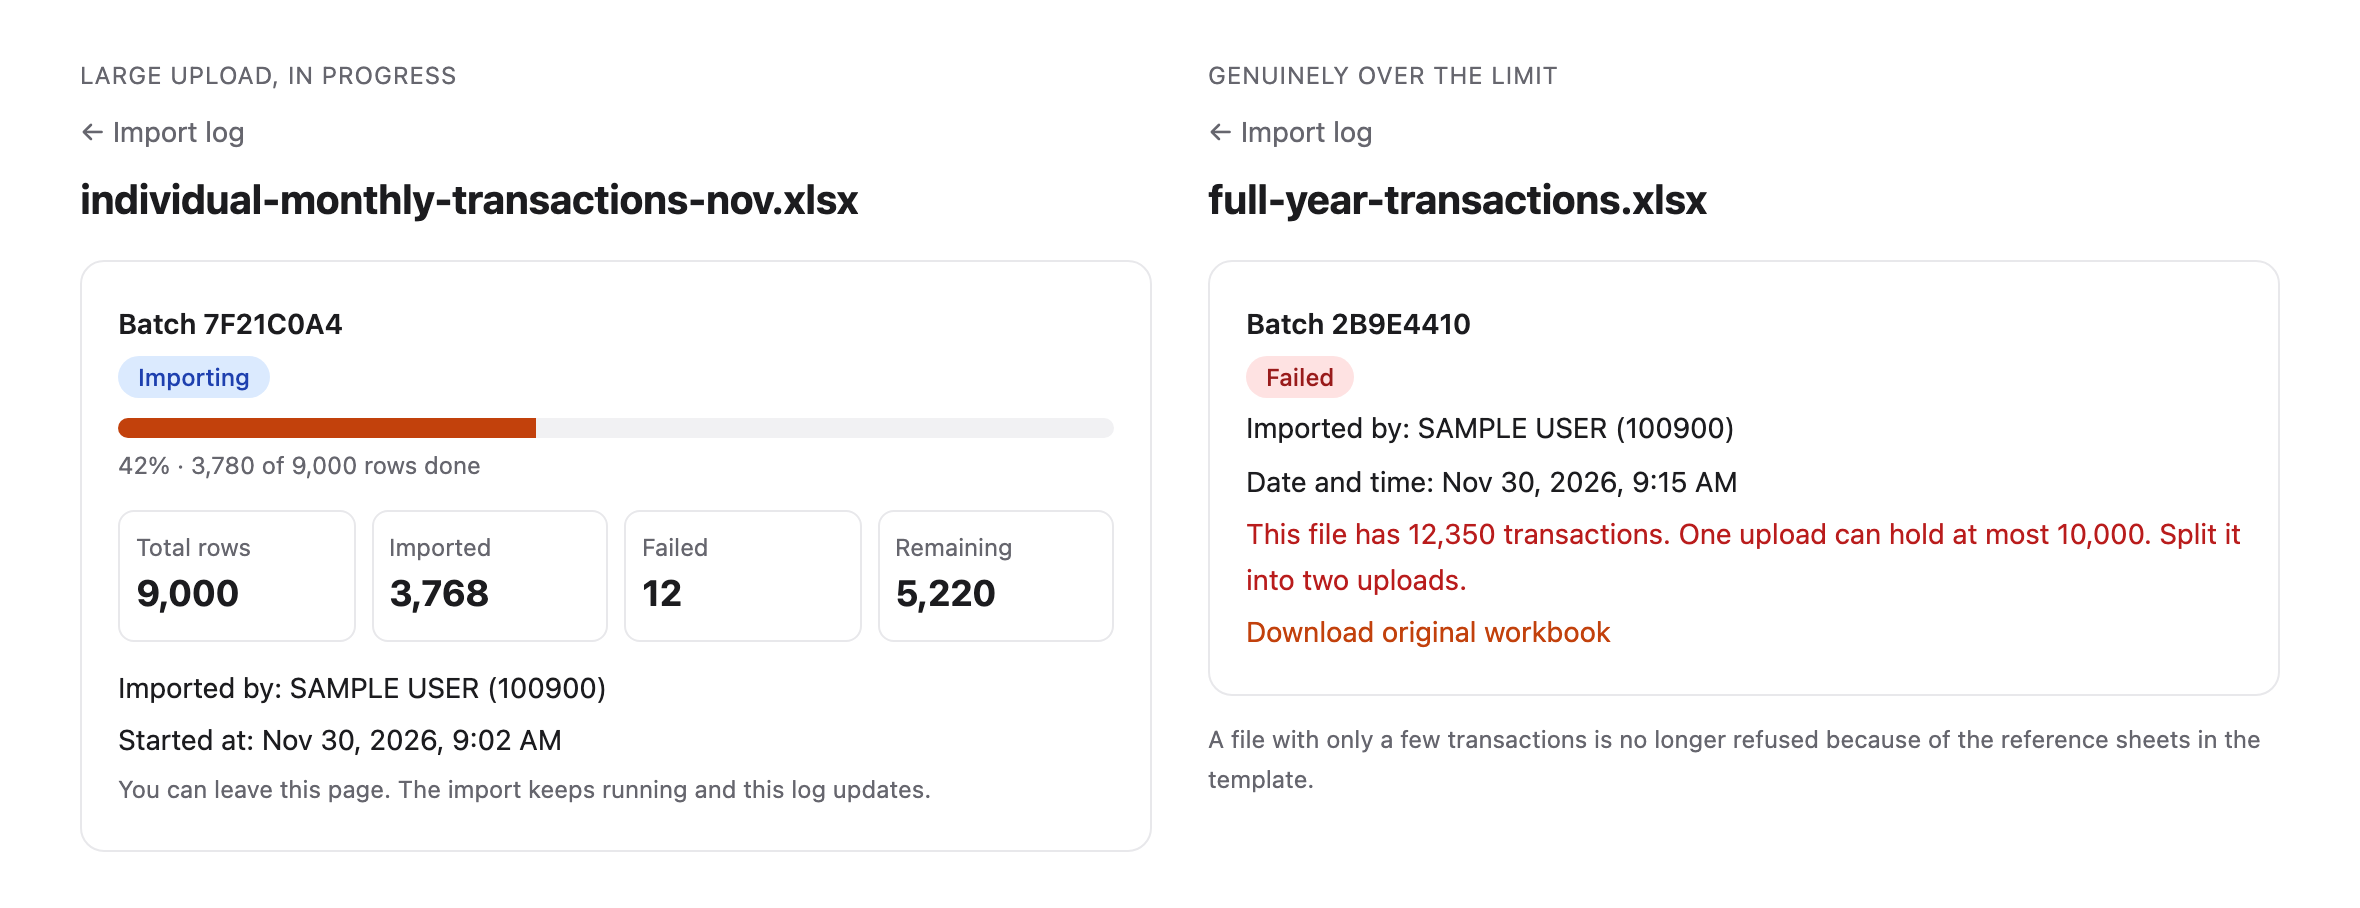 LARGE UPLOAD, IN PROGRESS
← Import log
individual-monthly-transactions-nov.xlsx
Batch 7F21C0A4
Importing
42% · 3,780 of 9,000 rows done
Total rows
9,000
Imported
3,768
Failed
12
Remaining
5,220
Imported by: SAMPLE USER (100900)
Started at: Nov 30, 2026, 9:02 AM
You can leave this page. The import keeps running and this log updates.
GENUINELY OVER THE LIMIT
← Import log
full-year-transactions.xlsx
Batch 2B9E4410
Failed
Imported by: SAMPLE USER (100900)
Date and time: Nov 30, 2026, 9:15 AM
This file has 12,350 transactions. One upload can hold at most 10,000. Split it
into two uploads.
Download original workbook
A file with only a few transactions is no longer refused because of the reference sheets in the
template.